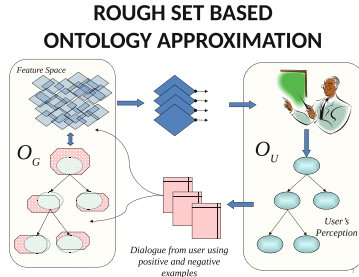 ROUGH SET BASED
ONTOLOGY APPROXIMATION
Feature Space
O_G
O_U
User's
Perception
Dialogue from user using
positive and negative
examples